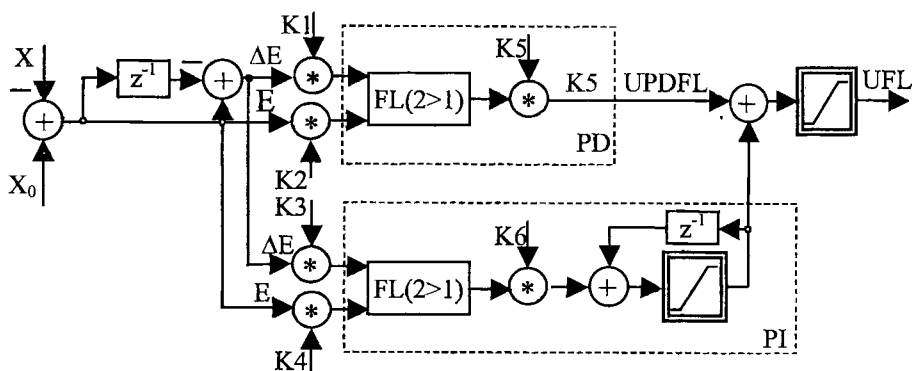 K1
X
ΔE
K5
z⁻¹
−
+
*
FL(2>1)
*
K5
UPDFL
+
UFL
−
+
E
*
PD
X₀
K2
K3
z⁻¹
ΔE
*
K6
E
FL(2>1)
*
+
*
PI
K4